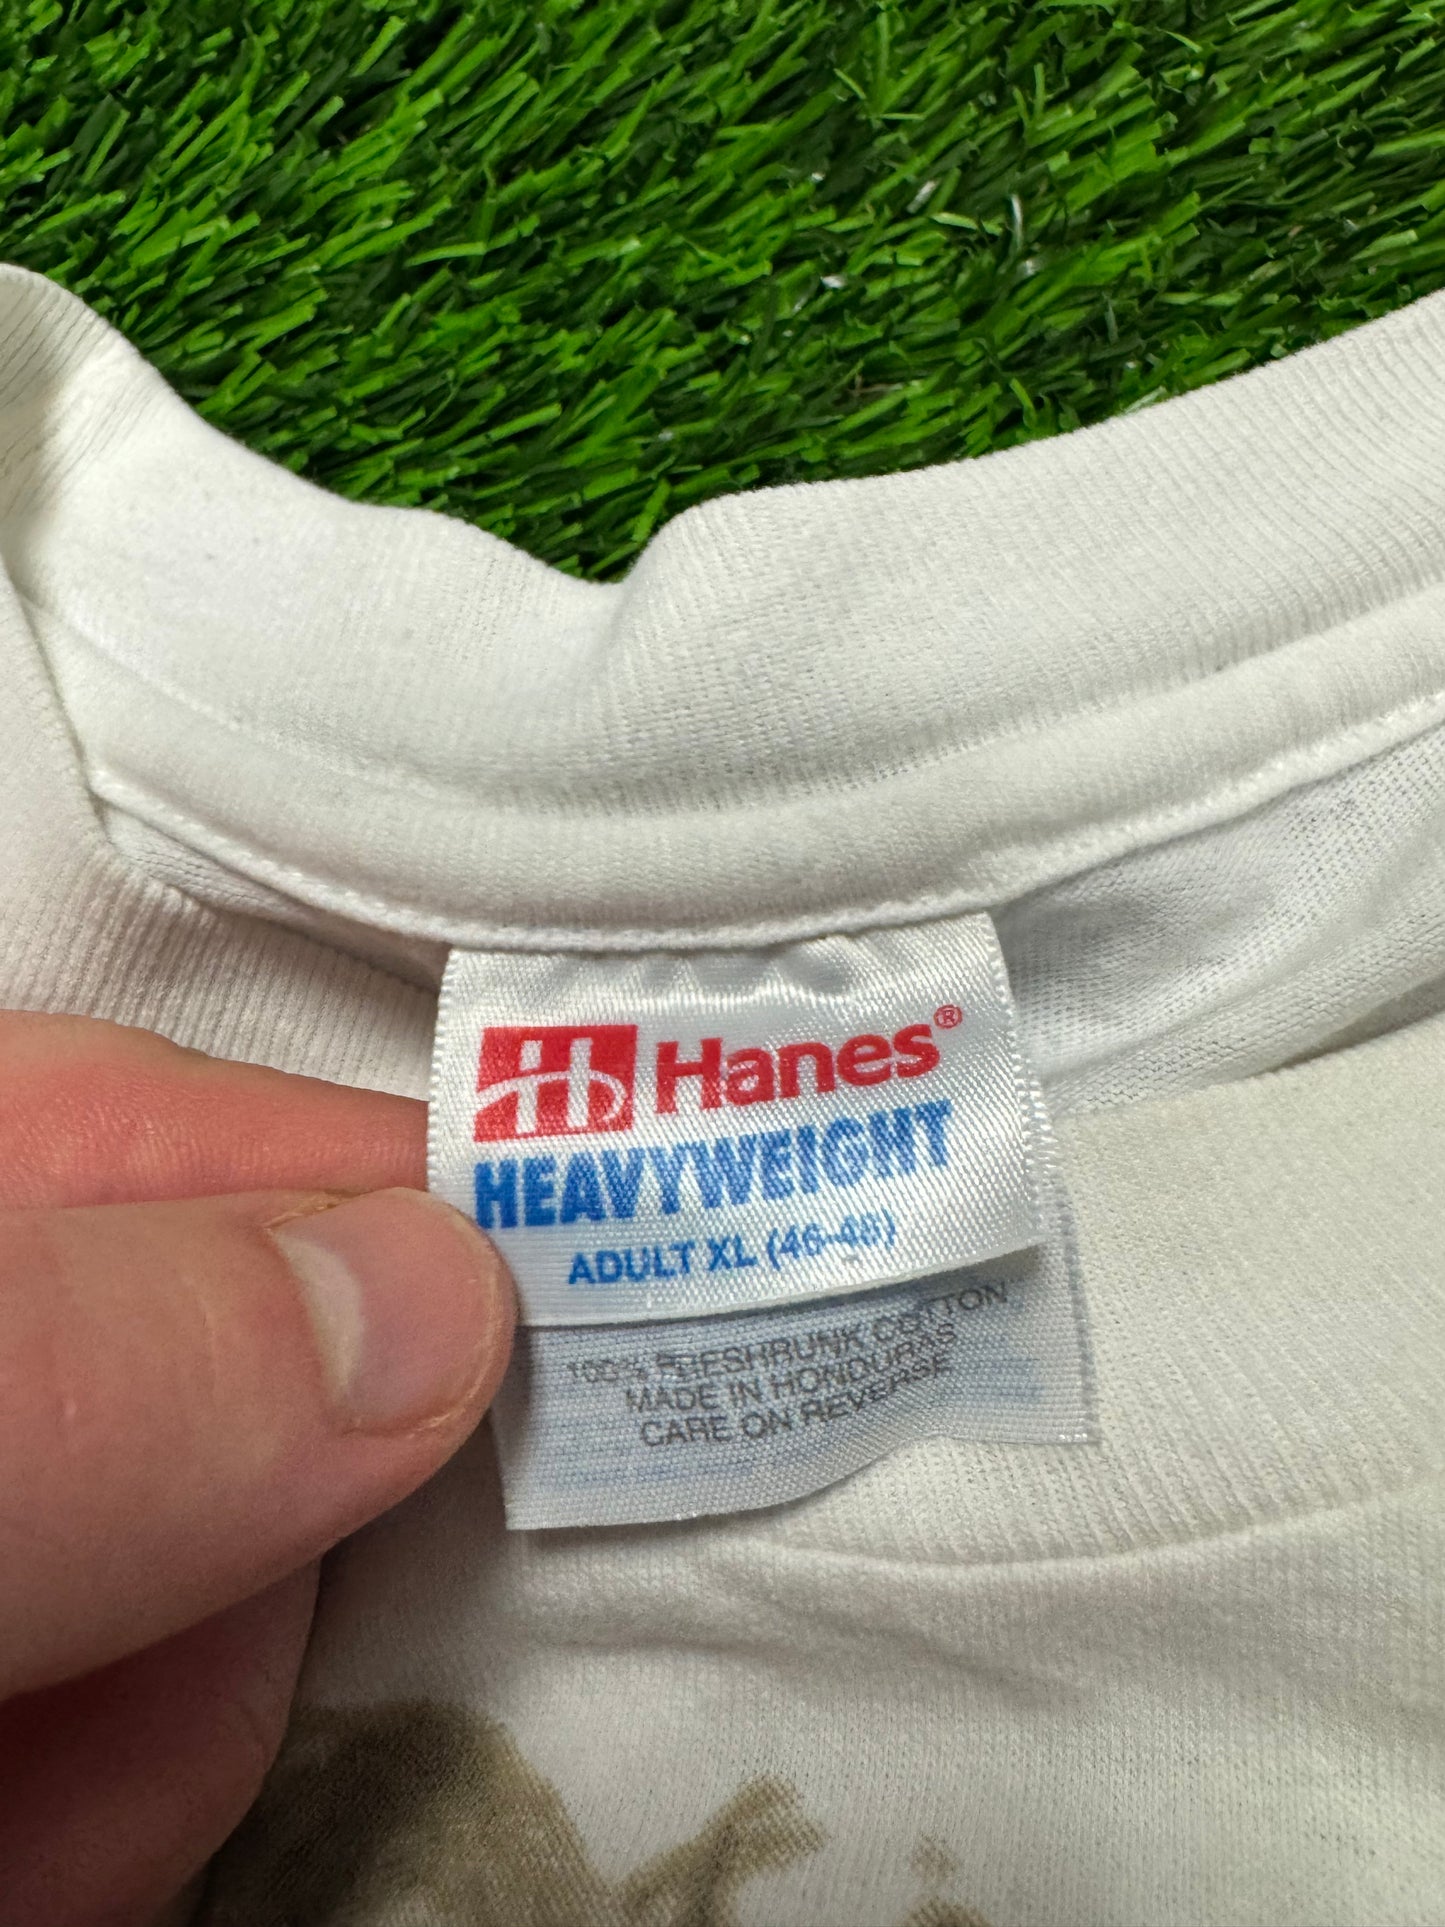 Hanes®
HEAVYWEIGHT
ADULT XL (46-48)
100% PRESHRUNK COTTON
MADE IN HONDURAS
CARE ON REVERSE